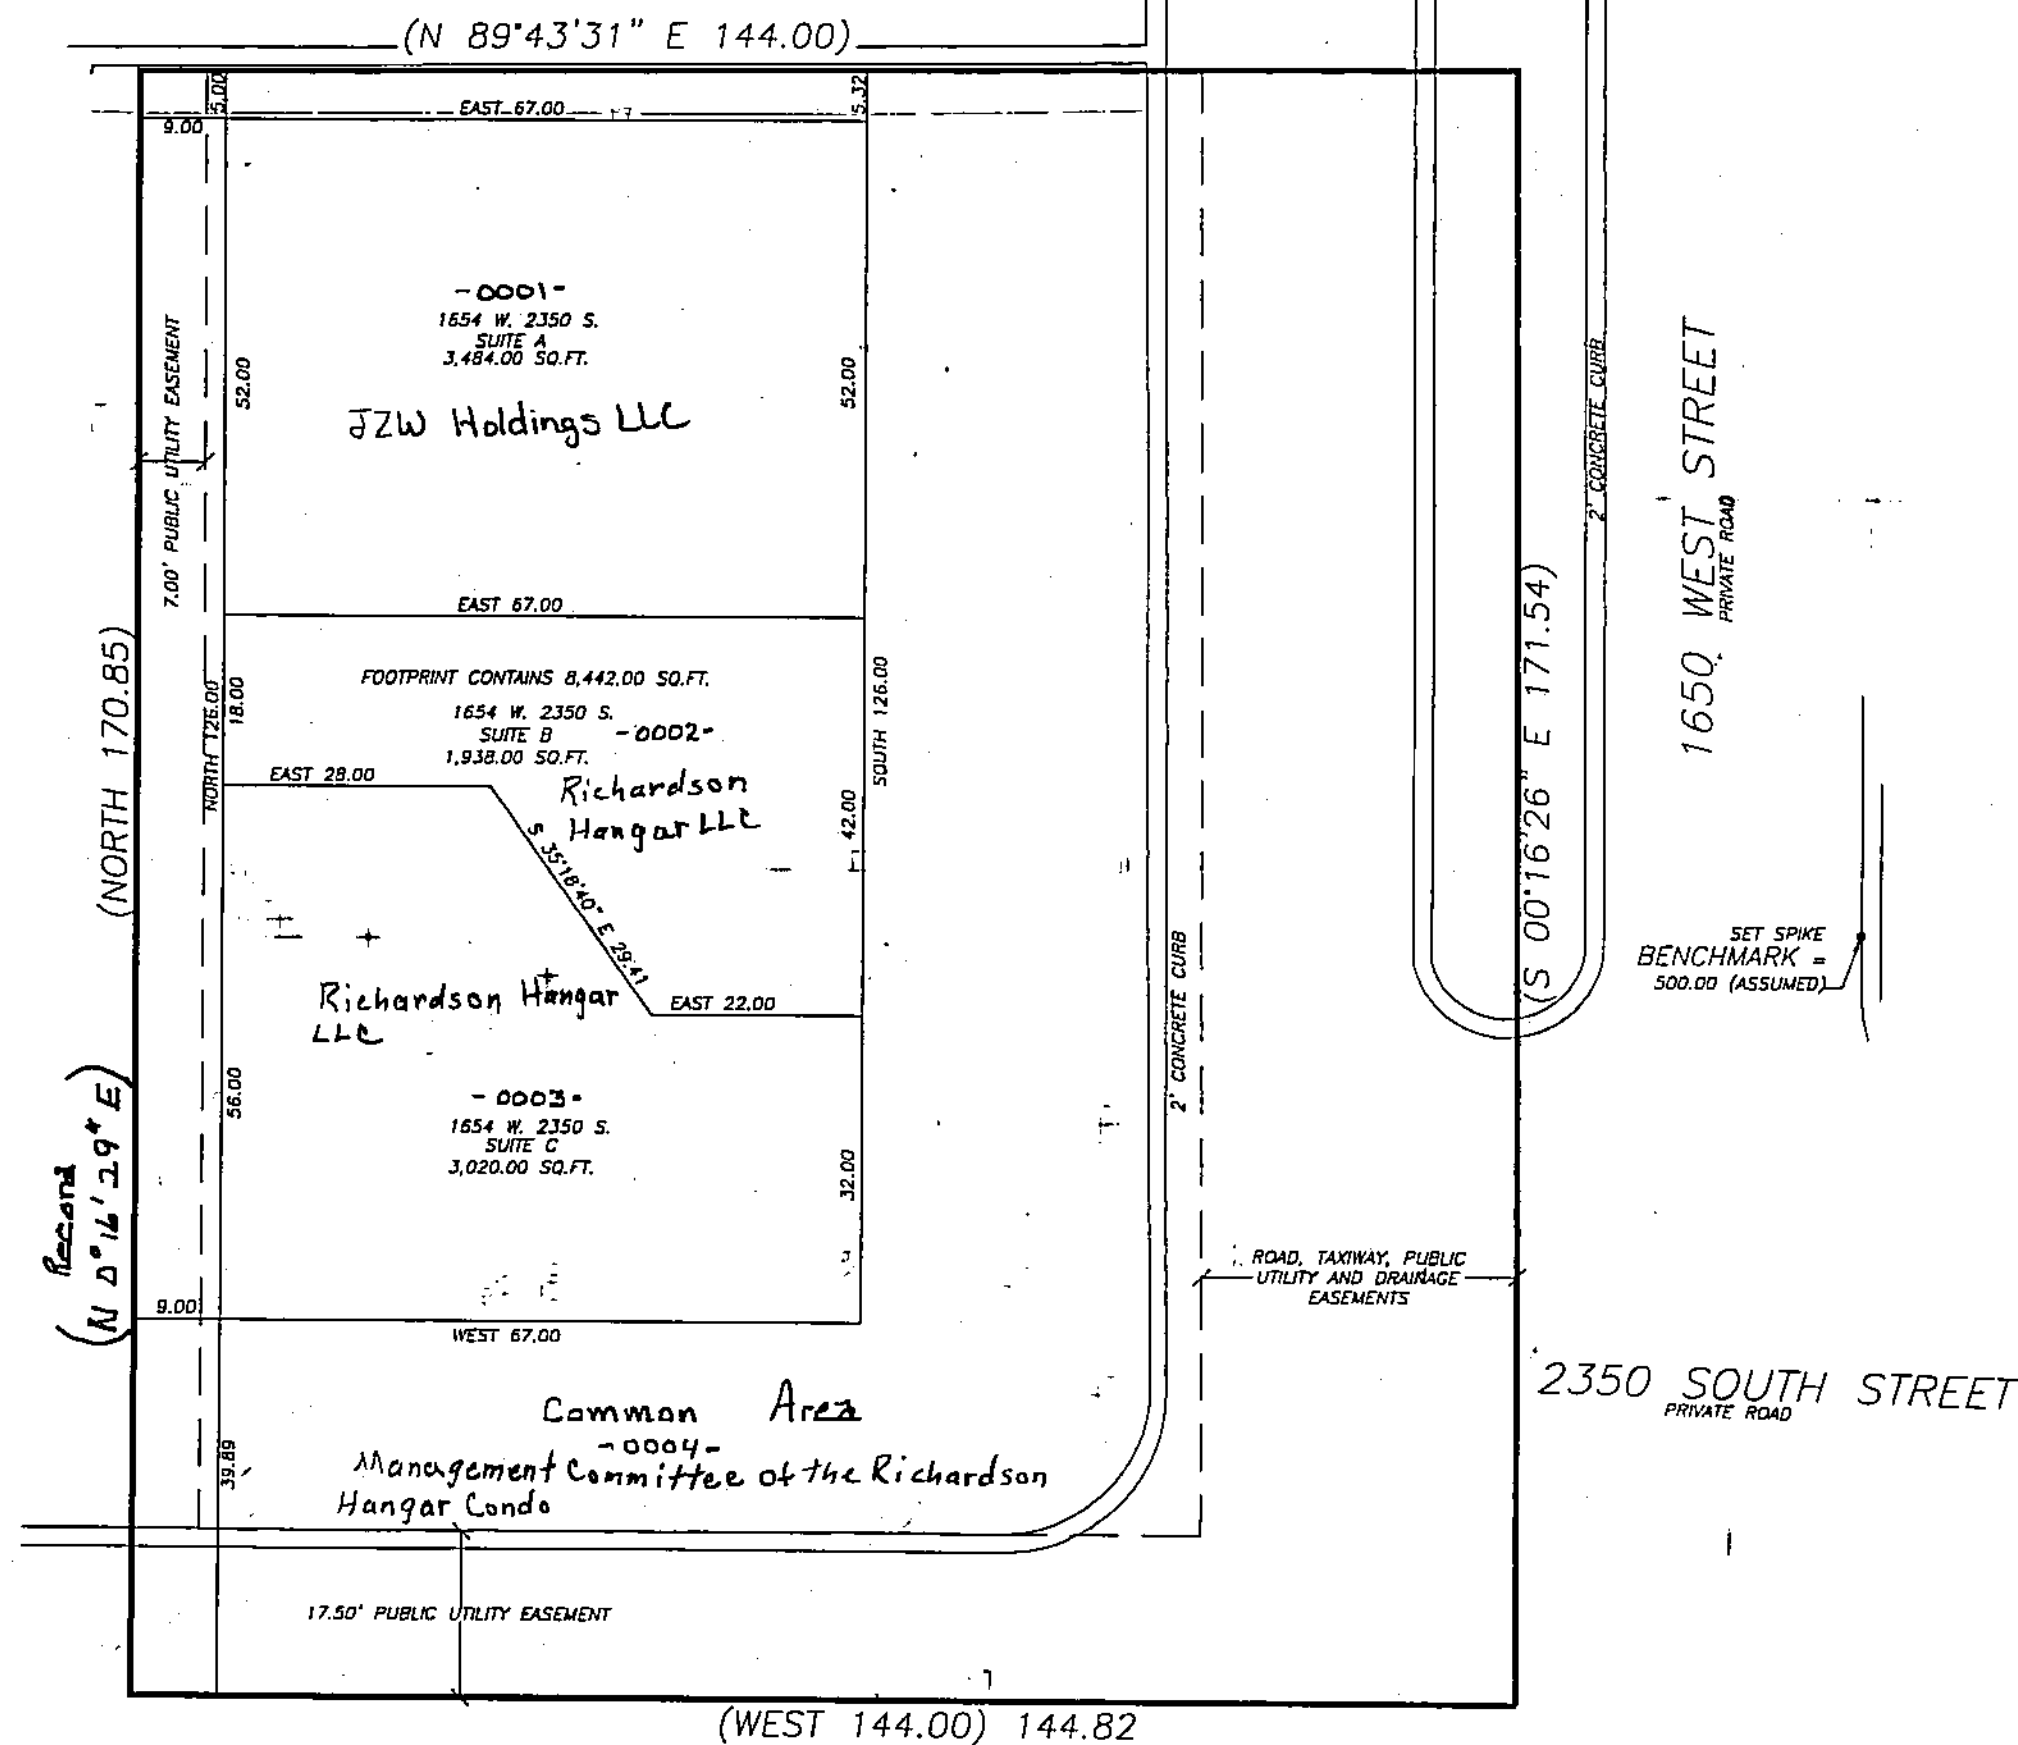 (N 89°43'31" E 144.00)
5.00
5.32
EAST 67.00
9.00
-0001-
1654 W. 2350 S.
SUITE A
3,484.00 SQ.FT.
JZW Holdings LLC
52.00
52.00
7.00' PUBLIC UTILITY EASEMENT
2' CONCRETE CURB
1650 WEST STREET
PRIVATE ROAD
EAST 67.00
(NORTH 170.85)
NORTH 126.00
18.00
FOOTPRINT CONTAINS 8,442.00 SQ.FT.
1654 W. 2350 S.
SUITE B
-0002-
1,938.00 SQ.FT.
Richardson
Hangar LLC
SOUTH 126.00
42.00
EAST 28.00
S 35°18'40" E 29.41
(S 00°16'26" E 171.54)
SET SPIKE
BENCHMARK =
500.00 (ASSUMED)
Richardson Hangar
LLC
EAST 22.00
2' CONCRETE CURB
56.00
-0003-
1654 W. 2350 S.
SUITE C
3,020.00 SQ.FT.
32.00
Record
(N 0°16'29" E)
9.00
WEST 67.00
ROAD, TAXIWAY, PUBLIC
UTILITY AND DRAINAGE
EASEMENTS
2350 SOUTH STREET
PRIVATE ROAD
Common Area
-0004-
Management Committee of the Richardson
Hangar Condo
39.89
17.50' PUBLIC UTILITY EASEMENT
(WEST 144.00) 144.82